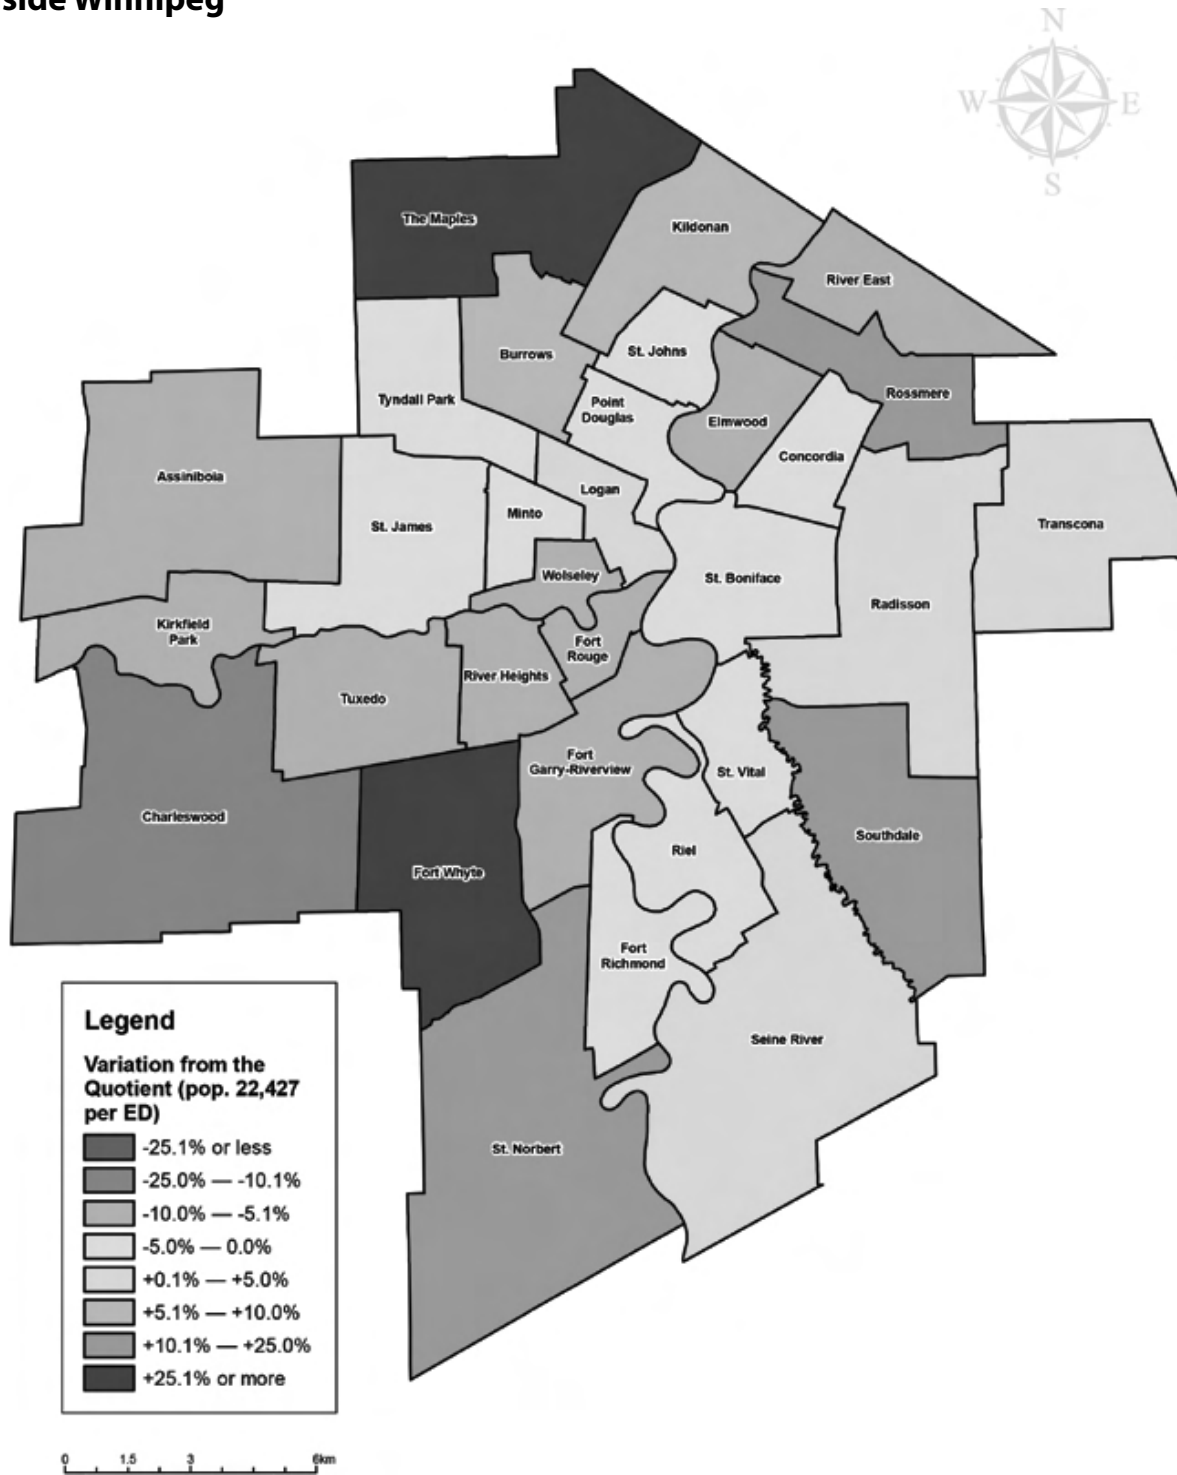 side Winnipeg
N
W E
S
The Maples
Kildonan
River East
Burrows
St. Johns
Rossmere
Tyndall Park
Point
Douglas
Elmwood
Concordia
Assiniboia
Logan
St. James
Minto
Transcona
Wolseley
St. Boniface
Radisson
Kirkfield
Park
Fort
Rouge
River Heights
Tuxedo
Fort
Garry-Riverview
St. Vital
Charleswood
Southdale
Riel
Fort Whyte
Fort
Richmond
Seine River
St. Norbert
Legend
Variation from the
Quotient (pop. 22,427
per ED)
-25.1% or less
-25.0% — -10.1%
-10.0% — -5.1%
-5.0% — 0.0%
+0.1% — +5.0%
+5.1% — +10.0%
+10.1% — +25.0%
+25.1% or more
0 1.5 3 6km